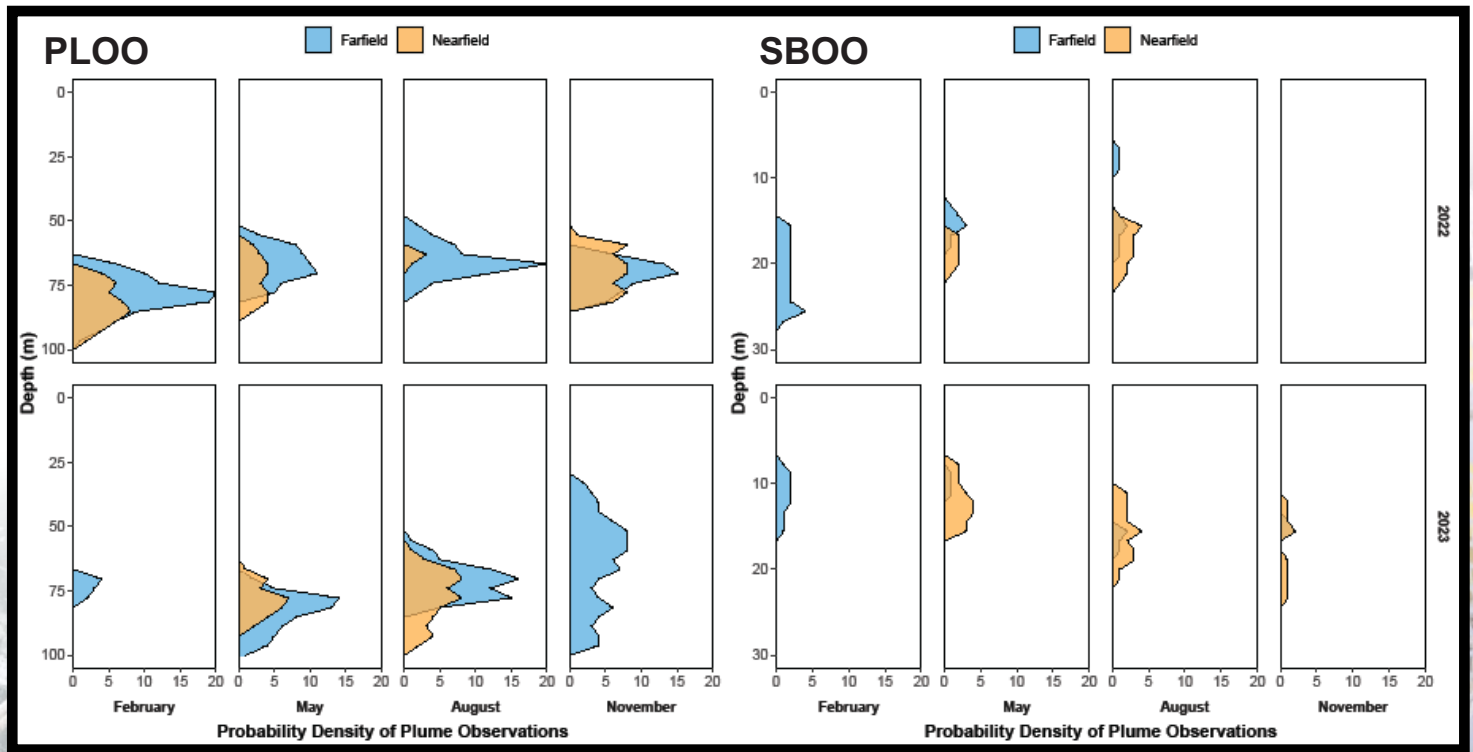 PLOO
Farfield Nearfield
SBOO
Farfield Nearfield
0
25
50
75
100
0
10
20
30
2022
Depth (m)
Depth (m)
0
25
50
75
100
0
10
20
30
2023
0 5 10 15 20 0 5 10 15 20 0 5 10 15 20 0 5 10 15 20
0 5 10 15 20 0 5 10 15 20 0 5 10 15 20 0 5 10 15 20
February May August November
February May August November
Probability Density of Plume Observations
Probability Density of Plume Observations